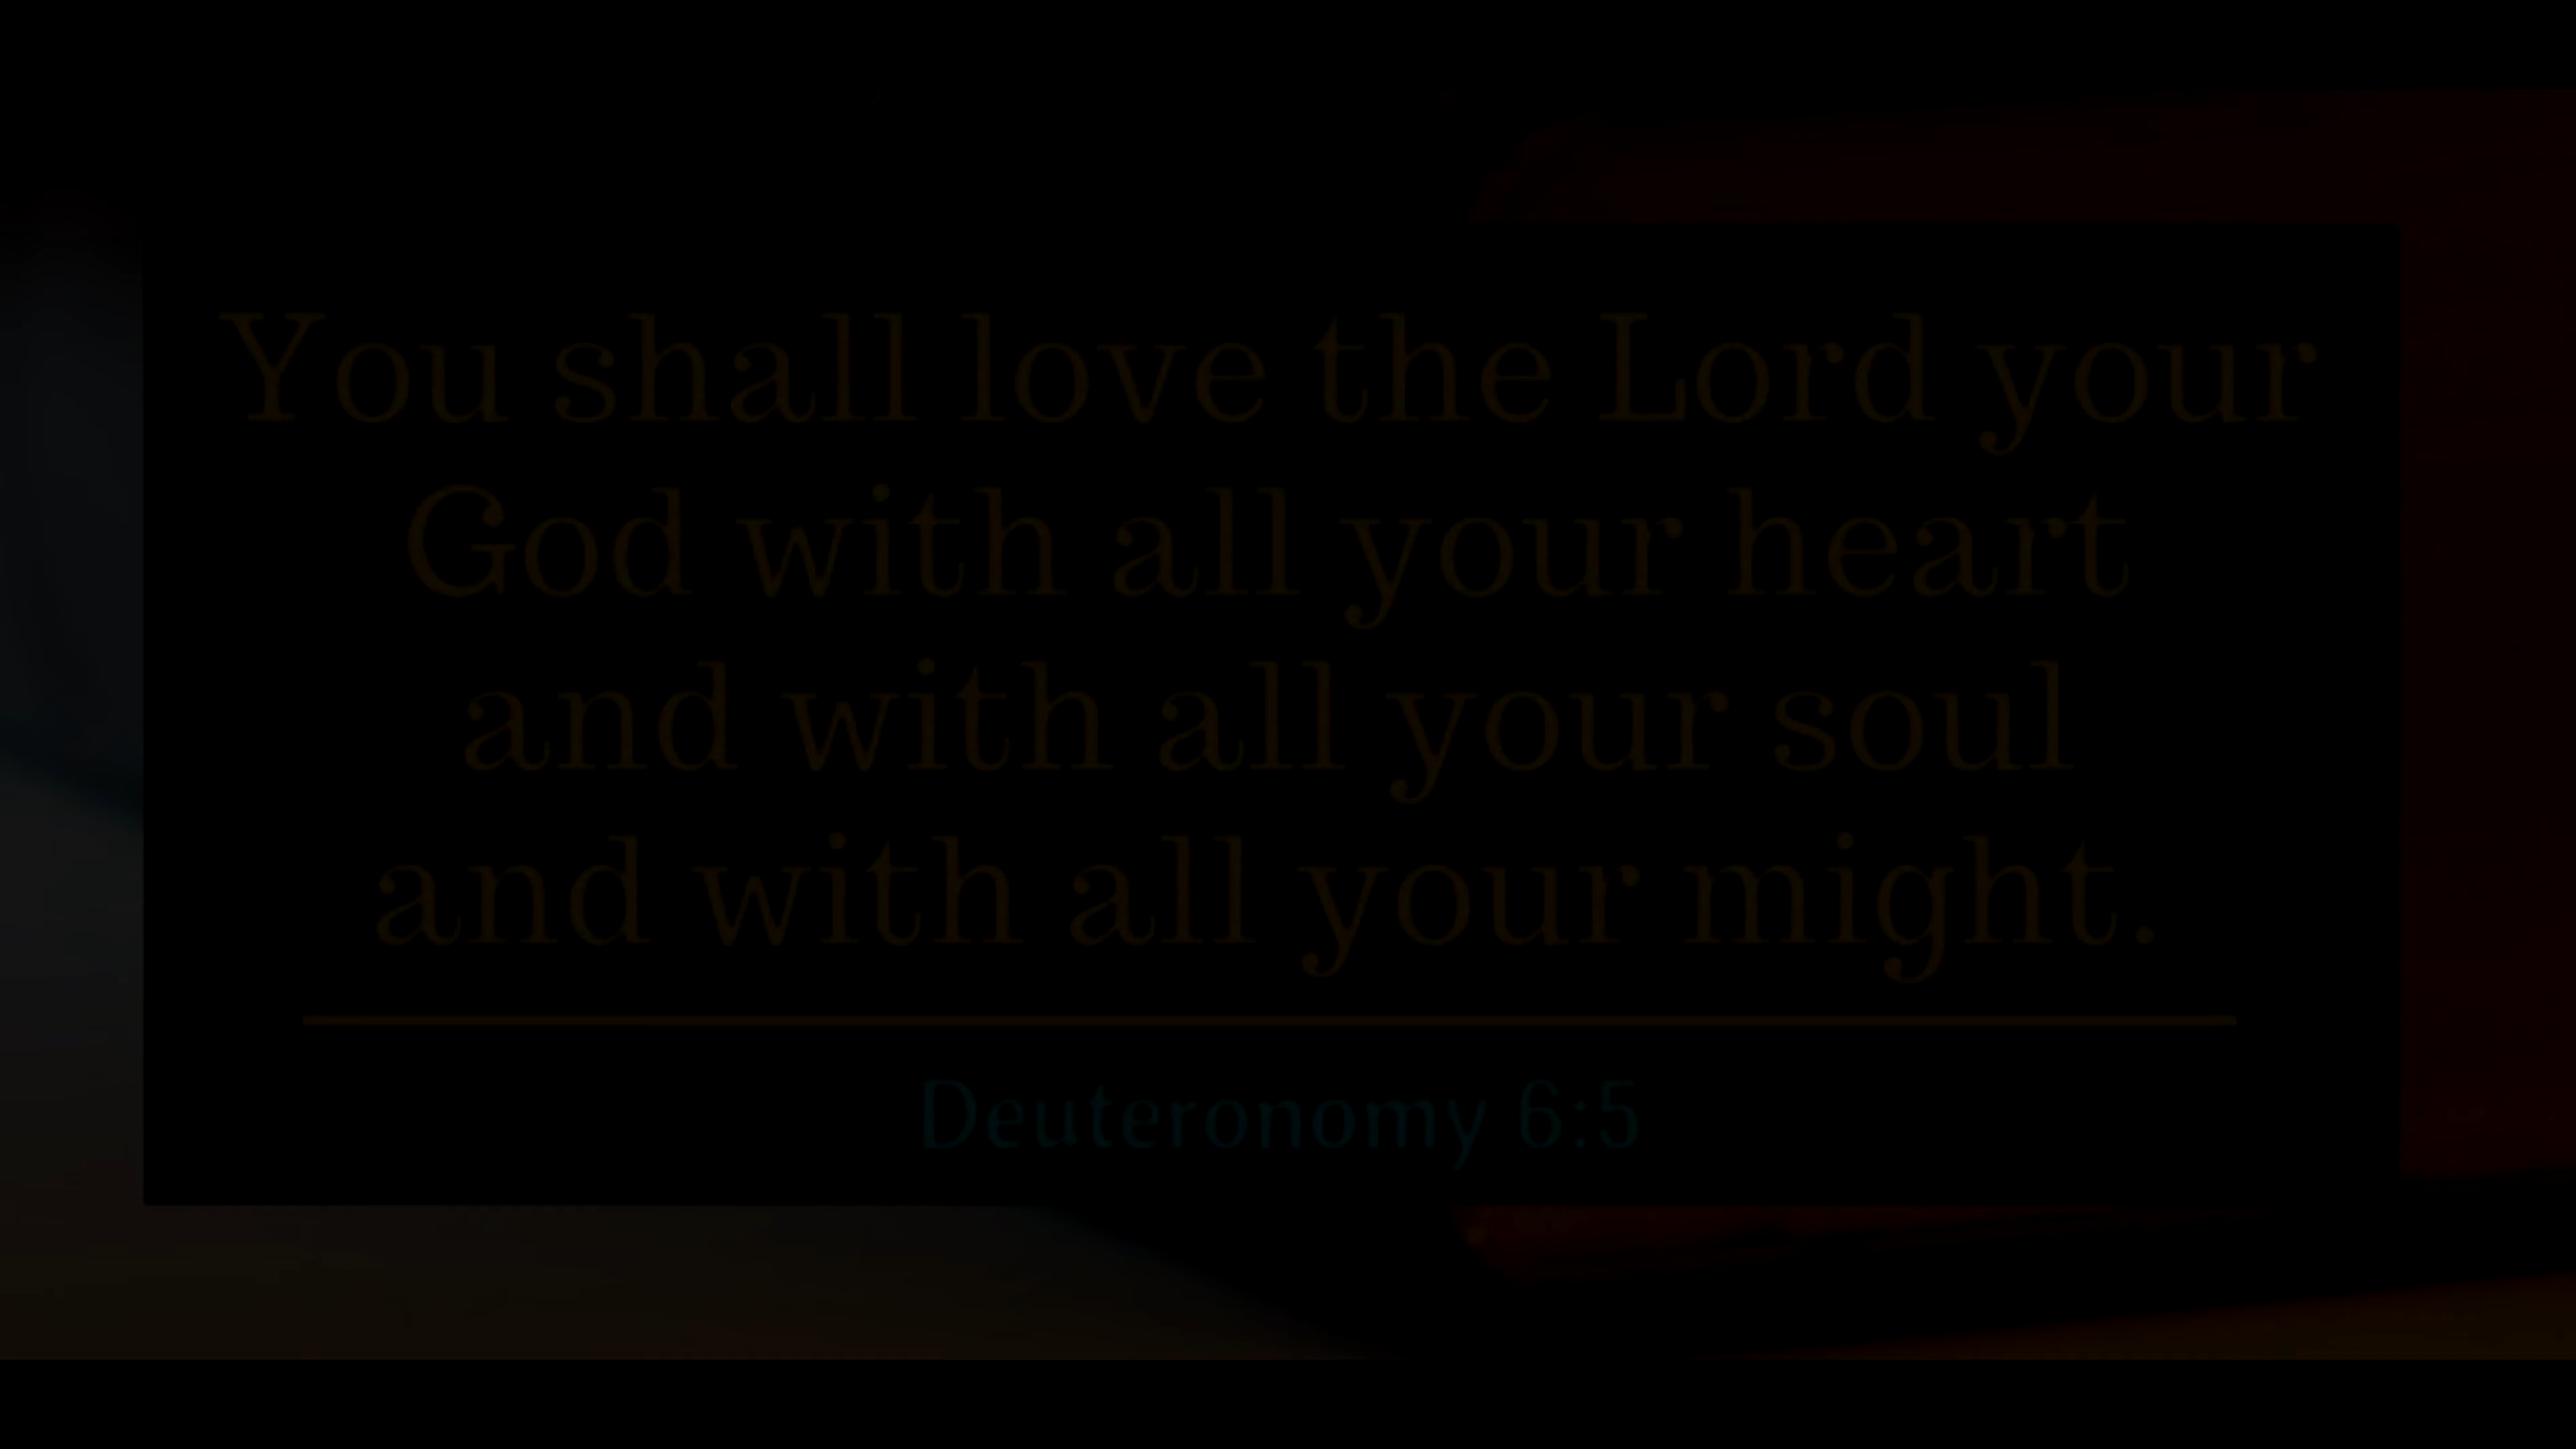 You shall love the Lord your
God with all your heart
and with all your soul
and with all your might.
Deuteronomy 6:5